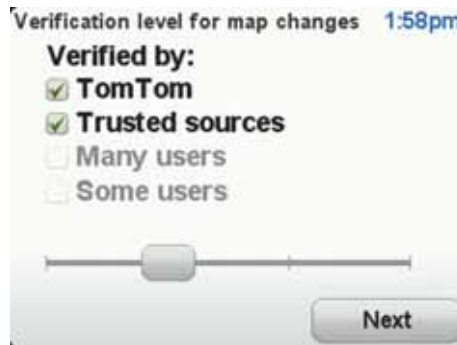 Verification level for map changes 1:58pm
Verified by:
TomTom
Trusted sources
Many users
Some users
Next